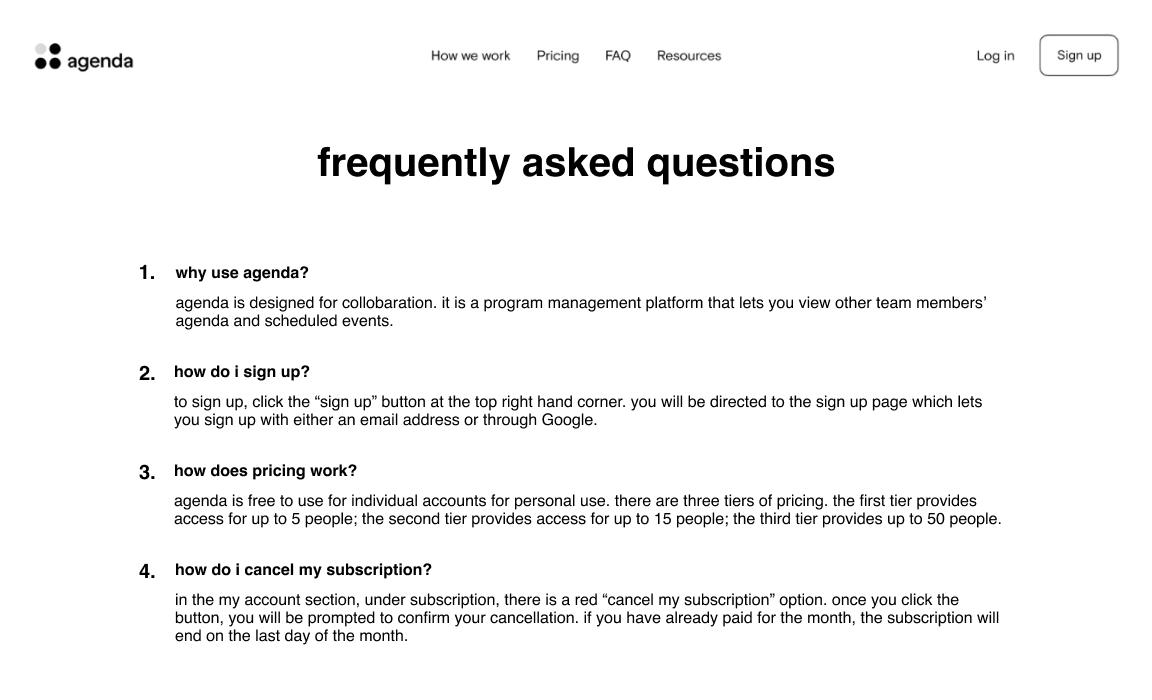 agenda
How we work Pricing FAQ Resources
Log in Sign up
frequently asked questions
1. why use agenda?
agenda is designed for collobaration. it is a program management platform that lets you view other team members’
agenda and scheduled events.
2. how do i sign up?
to sign up, click the “sign up” button at the top right hand corner. you will be directed to the sign up page which lets
you sign up with either an email address or through Google.
3. how does pricing work?
agenda is free to use for individual accounts for personal use. there are three tiers of pricing. the first tier provides
access for up to 5 people; the second tier provides access for up to 15 people; the third tier provides up to 50 people.
4. how do i cancel my subscription?
in the my account section, under subscription, there is a red “cancel my subscription” option. once you click the
button, you will be prompted to confirm your cancellation. if you have already paid for the month, the subscription will
end on the last day of the month.